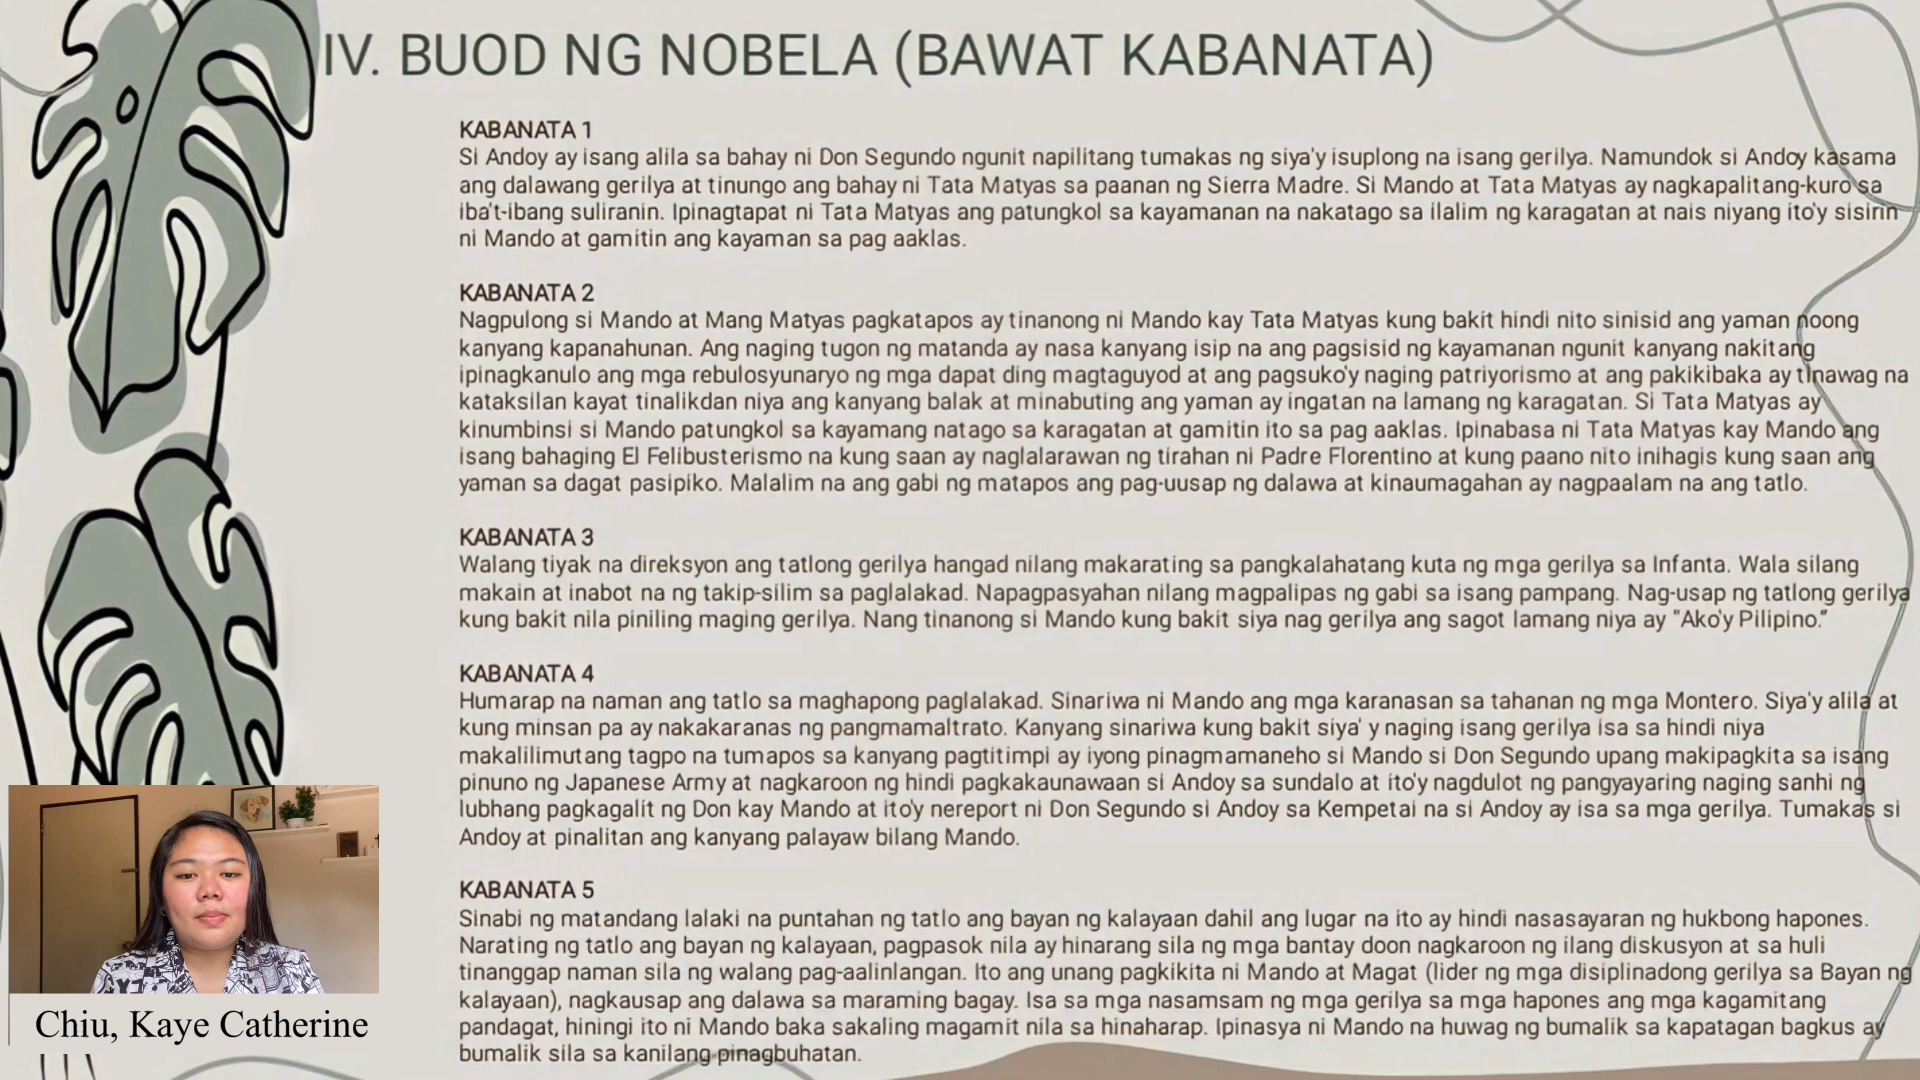 IV. BUOD NG NOBELA (BAWAT KABANATA)
KABANATA 1
Si Andoy ay isang alila sa bahay ni Don Segundo ngunit napilitang tumakas ng siya'y isuplong na isang gerilya. Namundok si Andoy kasama
ang dalawang gerilya at tinungo ang bahay ni Tata Matyas sa paanan ng Sierra Madre. Si Mando at Tata Matyas ay nagkapalitang-kuro sa
iba't-ibang suliranin. Ipinagtapat ni Tata Matyas ang patungkol sa kayamanan na nakatago sa ilalim ng karagatan at nais niyang ito'y sisirin
ni Mando at gamitin ang kayaman sa pag aaklas.
KABANATA 2
Nagpulong si Mando at Mang Matyas pagkatapos ay tinanong ni Mando kay Tata Matyas kung bakit hindi nito sinisid ang yaman noong
kanyang kapanahunan. Ang naging tugon ng matanda ay nasa kanyang isip na ang pagsisid ng kayamanan ngunit kanyang nakitang
ipinagkanulo ang mga rebulosyunaryo ng mga dapat ding magtaguyod at ang pagsuko'y naging patriyorismo at ang pakikibaka ay tinawag na
kataksilan kayat tinalikdan niya ang kanyang balak at minabuting ang yaman ay ingatan na lamang ng karagatan. Si Tata Matyas ay
kinumbinsi si Mando patungkol sa kayamang natago sa karagatan at gamitin ito sa pag aaklas. Ipinabasa ni Tata Matyas kay Mando ang
isang bahaging El Felibusterismo na kung saan ay naglalarawan ng tirahan ni Padre Florentino at kung paano nito inihagis kung saan ang
yaman sa dagat pasipiko. Malalim na ang gabi ng matapos ang pag-uusap ng dalawa at kinaumagahan ay nagpaalam na ang tatlo.
KABANATA 3
Walang tiyak na direksyon ang tatlong gerilya hangad nilang makarating sa pangkalahatang kuta ng mga gerilya sa Infanta. Wala silang
makain at inabot na ng takip-silim sa paglalakad. Napagpasyahan nilang magpalipas ng gabi sa isang pampang. Nag-usap ng tatlong gerilya
kung bakit nila piniling maging gerilya. Nang tinanong si Mando kung bakit siya nag gerilya ang sagot lamang niya ay "Ako'y Pilipino."
KABANATA 4
Humarap na naman ang tatlo sa maghapong paglalakad. Sinariwa ni Mando ang mga karanasan sa tahanan ng mga Montero. Siya'y alila at
kung minsan pa ay nakakaranas ng pangmamaltrato. Kanyang sinariwa kung bakit siya' y naging isang gerilya isa sa hindi niya
makalilimutang tagpo na tumapos sa kanyang pagtitimpi ay iyong pinagmamaneho si Mando si Don Segundo upang makipagkita sa isang
pinuno ng Japanese Army at nagkaroon ng hindi pagkakaunawaan si Andoy sa sundalo at ito'y nagdulot ng pangyayaring naging sanhi ng
lubhang pagkagalit ng Don kay Mando at ito'y nereport ni Don Segundo si Andoy sa Kempetai na si Andoy ay isa sa mga gerilya. Tumakas si
Andoy at pinalitan ang kanyang palayaw bilang Mando.
KABANATA 5
Sinabi ng matandang lalaki na puntahan ng tatlo ang bayan ng kalayaan dahil ang lugar na ito ay hindi nasasayaran ng hukbong hapones.
Narating ng tatlo ang bayan ng kalayaan, pagpasok nila ay hinarang sila ng mga bantay doon nagkaroon ng ilang diskusyon at sa huli
tinanggap naman sila ng walang pag-aalinlangan. Ito ang unang pagkikita ni Mando at Magat (lider ng mga disiplinadong gerilya sa Bayan ng
kalayaan), nagkausap ang dalawa sa maraming bagay. Isa sa mga nasamsam ng mga gerilya sa mga hapones ang mga kagamitang
pandagat, hiningi ito ni Mando baka sakaling magamit nila sa hinaharap. Ipinasya ni Mando na huwag ng bumalik sa kapatagan bagkus ay
bumalik sila sa kanilang pinagbuhatan.
Chiu, Kaye Catherine